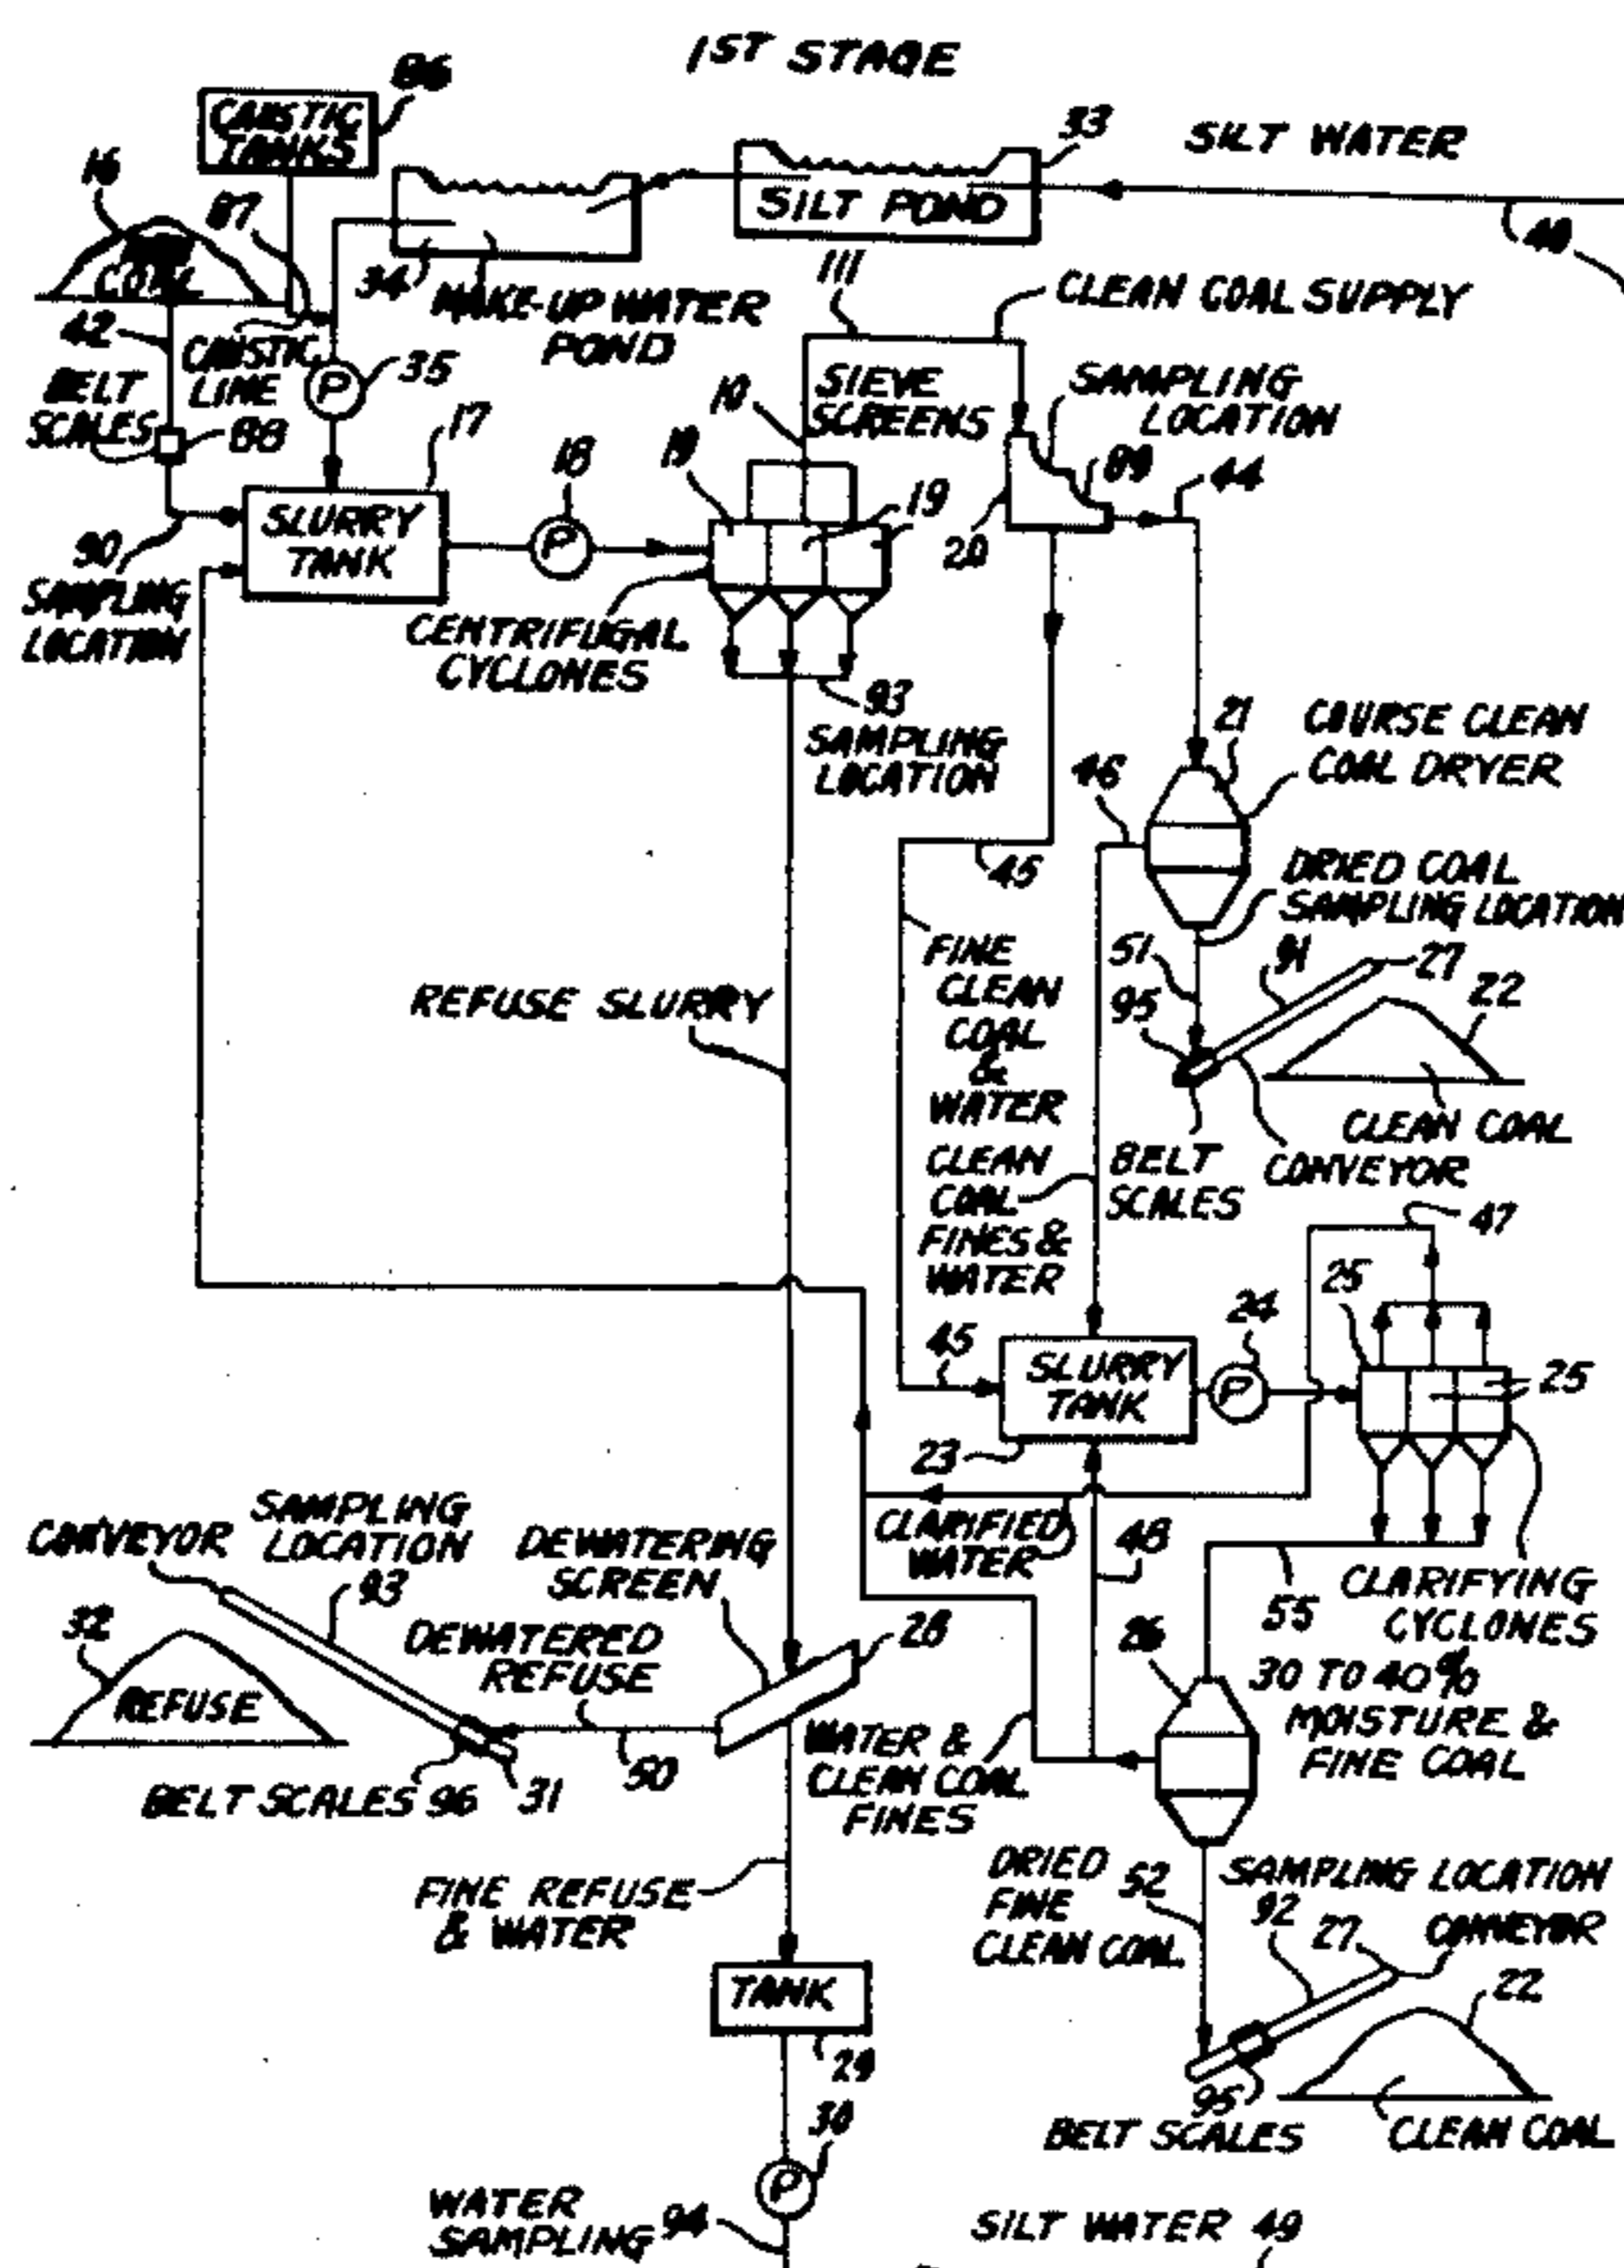 1ST STAGE
86
CAUSTIC
TANKS
33
SILT WATER
16
87
SILT POND
COAL
34
MAKE-UP WATER
POND
111
CLEAN COAL SUPPLY
42
CAUSTIC
LINE
35
BELT
SCALES
88
17
18
10
19
SIEVE
SCREENS
SAMPLING
LOCATION
89
44
19
20
P
SLURRY
TANK
P
90
SAMPLING
LOCATION
CENTRIFUGAL
CYCLONES
93
SAMPLING
LOCATION
21
COURSE CLEAN
COAL DRYER
46
45
DRIED COAL
SAMPLING LOCATION
FINE
CLEAN
COAL
&
WATER
51
91
27
22
95
REFUSE SLURRY
CLEAN COAL
CONVEYOR
CLEAN
COAL
FINES &
WATER
BELT
SCALES
47
25
24
45
SLURRY
TANK
P
25
23
CLARIFIED
WATER
48
55
CLARIFYING
CYCLONES
CONVEYOR
SAMPLING
LOCATION
93
DEWATERING
SCREEN
32
DEWATERED
REFUSE
28
26
30 TO 40%
MOISTURE &
FINE COAL
REFUSE
WATER &
CLEAN COAL
FINES
BELT SCALES 96
31
50
FINE REFUSE
& WATER
DRIED
FINE
CLEAN COAL
52
SAMPLING LOCATION
92
27
CONVEYOR
22
TANK
29
95
BELT SCALES
CLEAN COAL
30
P
WATER
SAMPLING
94
SILT WATER 49